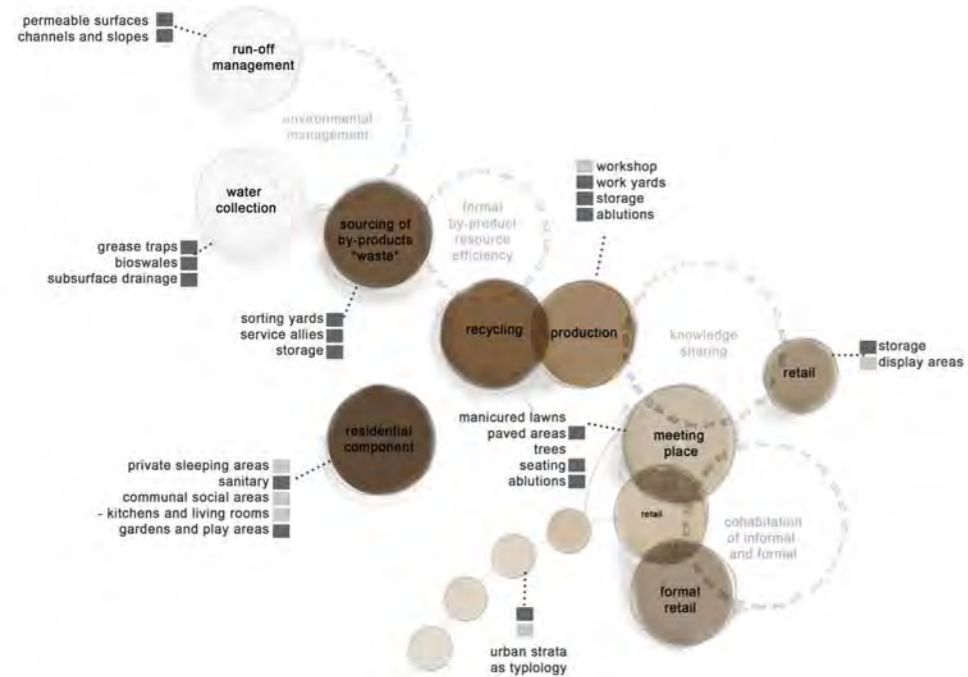 permeable surfaces
channels and slopes
run-off
management
environmental
management
water
collection
grease traps
bioswales
subsurface drainage
sourcing of
by-products
"waste"
formal
by-product
resource
efficiency
workshop
work yards
storage
ablutions
sorting yards
service allies
storage
recycling
production
knowledge
sharing
retail
storage
display areas
residential
component
private sleeping areas
sanitary
communal social areas
- kitchens and living rooms
gardens and play areas
manicured lawns
paved areas
trees
seating
ablutions
meeting
place
retail
cohabitation
of informal
and formal
formal
retail
urban strata
as typlology